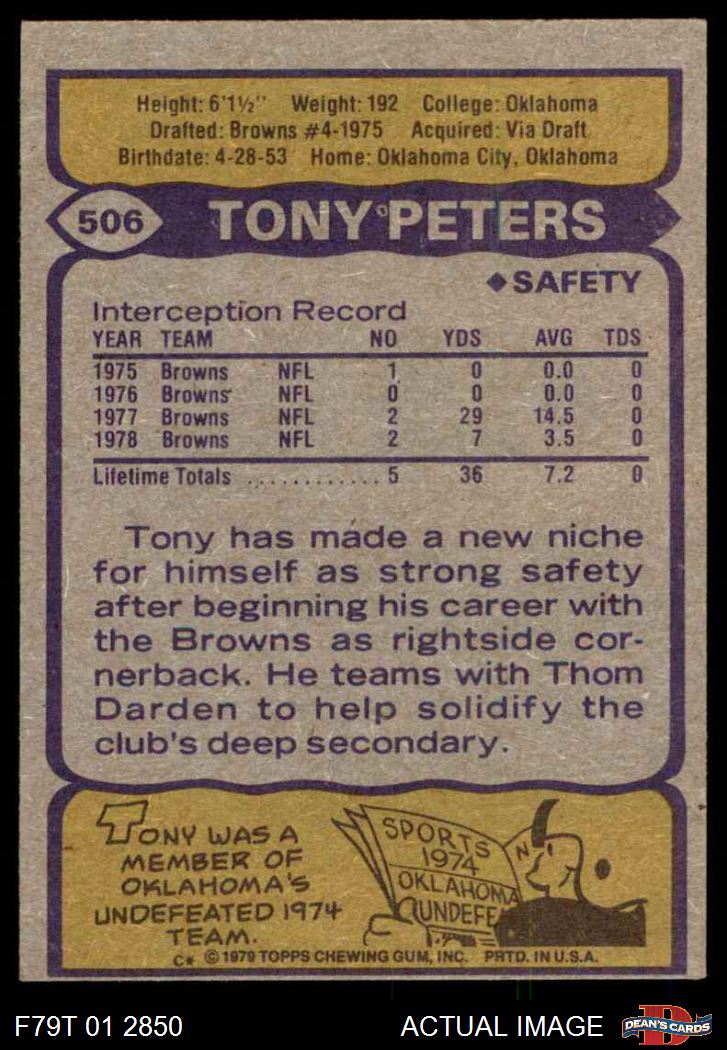 Height: 6'1½" Weight: 192 College: Oklahoma
Drafted: Browns #4-1975 Acquired: Via Draft
Birthdate: 4-28-53 Home: Oklahoma City, Oklahoma
506 TONY PETERS
◆SAFETY
Interception Record
YEAR TEAM NO YDS AVG TDS
1975 Browns NFL 1 0 0.0 0
1976 Browns NFL 0 0 0.0 0
1977 Browns NFL 2 29 14.5 0
1978 Browns NFL 2 7 3.5 0
Lifetime Totals ............ 5 36 7.2 0
Tony has made a new niche
for himself as strong safety
after beginning his career with
the Browns as rightside cor-
nerback. He teams with Thom
Darden to help solidify the
club's deep secondary.
TONY WAS A
MEMBER OF
OKLAHOMA'S
UNDEFEATED 1974
TEAM.
SPORTS
1974
OKLAHOMA
UNDEFE
N
C* © 1979 TOPPS CHEWING GUM, INC. PRTD. IN U.S.A.
F79T 01 2850 ACTUAL IMAGE D DEAN'S CARDS